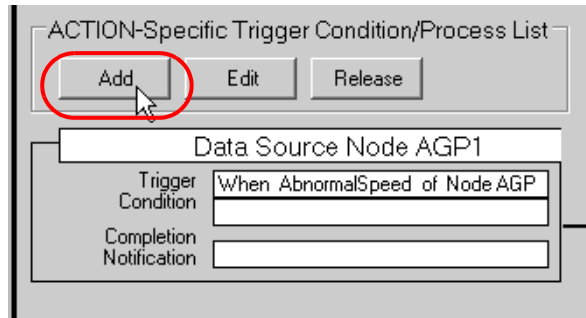 ACTION-Specific Trigger Condition/Process List
Add Edit Release
Data Source Node AGP1
Trigger Condition
When AbnormalSpeed of Node AGP
Completion Notification